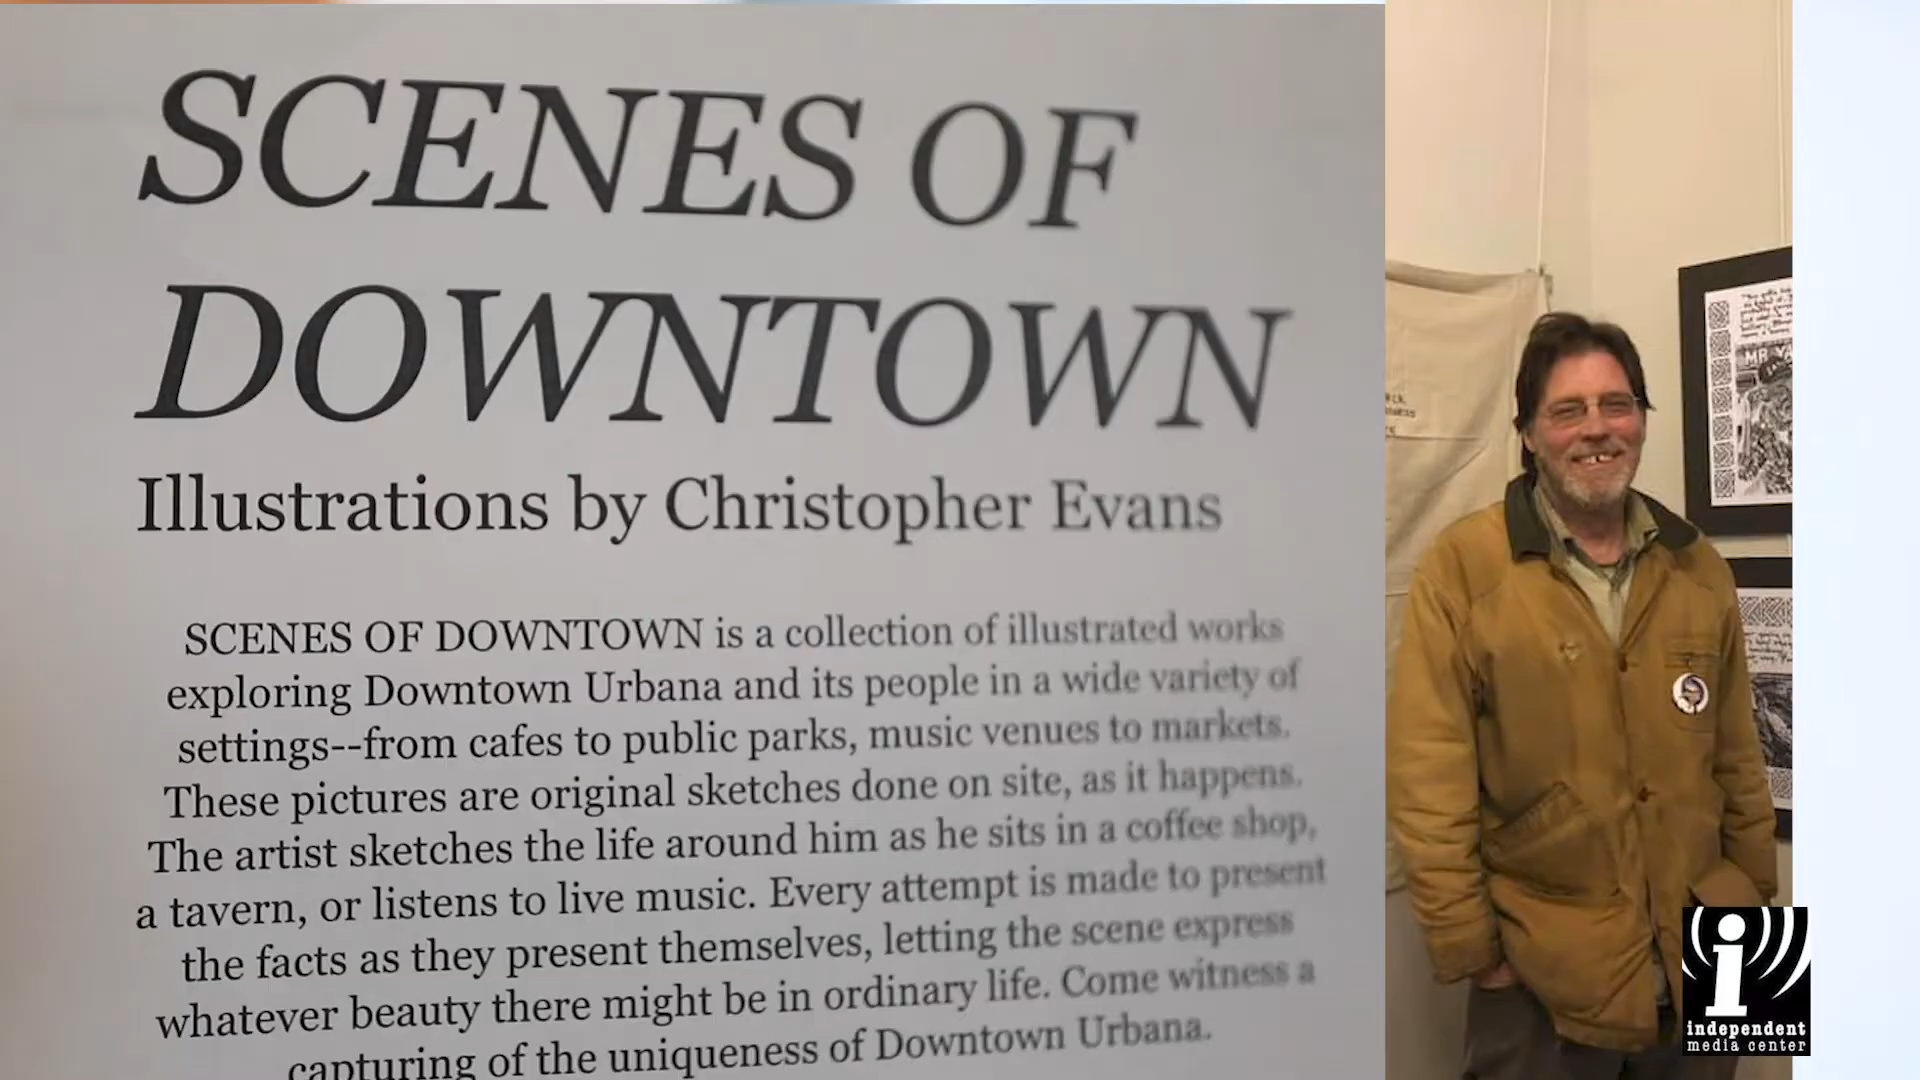 SCENES OF
DOWNTOWN
Illustrations by Christopher Evans
SCENES OF DOWNTOWN is a collection of illustrated works
exploring Downtown Urbana and its people in a wide variety of
settings--from cafes to public parks, music venues to markets.
These pictures are original sketches done on site, as it happens.
The artist sketches the life around him as he sits in a coffee shop,
a tavern, or listens to live music. Every attempt is made to present
the facts as they present themselves, letting the scene express
whatever beauty there might be in ordinary life. Come witness a
capturing of the uniqueness of Downtown Urbana.
MR YA
i
independent
media center